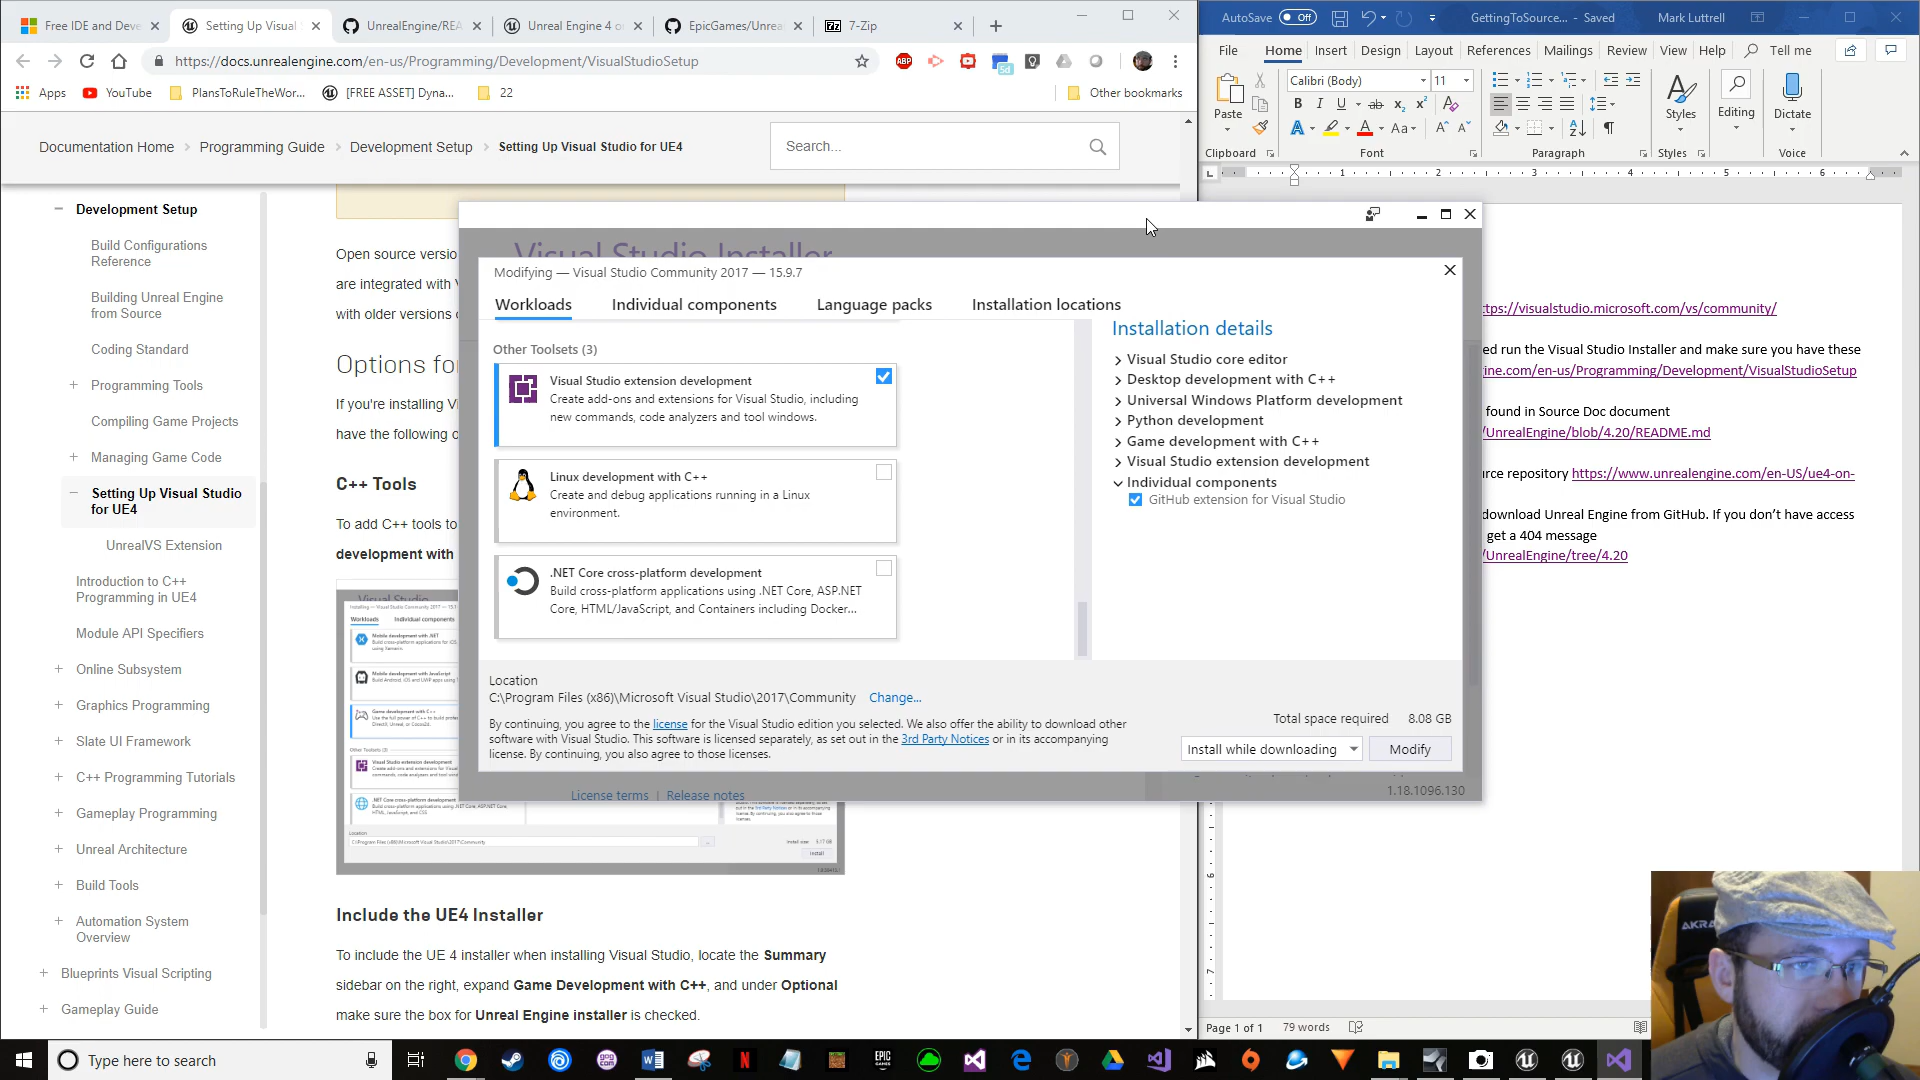 Free IDE and Deve
Setting Up Visual S
UnrealEngine/REA
Unreal Engine 4 o
EpicGames/Unrea
7-Zip
https://docs.unrealengine.com/en-us/Programming/Development/VisualStudioSetup
ABP
5d
Apps
YouTube
PlansToRuleTheWor...
[FREE ASSET] Dyna...
22
Other bookmarks
Documentation Home
Programming Guide
Development Setup
Setting Up Visual Studio for UE4
Search...
Development Setup
Build Configurations
Reference
Building Unreal Engine
from Source
Coding Standard
Programming Tools
Compiling Game Projects
Managing Game Code
Setting Up Visual Studio
for UE4
UnrealVS Extension
Introduction to C++
Programming in UE4
Module API Specifiers
Online Subsystem
Graphics Programming
Slate UI Framework
C++ Programming Tutorials
Gameplay Programming
Unreal Architecture
Build Tools
Automation System
Overview
Blueprints Visual Scripting
Gameplay Guide
Open source versio
are integrated with V
with older versions o
Options for
If you're installing Vi
have the following o
C++ Tools
To add C++ tools to
development with
Include the UE4 Installer
To include the UE 4 installer when installing Visual Studio, locate the Summary
sidebar on the right, expand Game Development with C++, and under Optional
make sure the box for Unreal Engine installer is checked.
Visual Studio Installer
Modifying — Visual Studio Community 2017 — 15.9.7
Workloads
Individual components
Language packs
Installation locations
Other Toolsets (3)
Visual Studio extension development
Create add-ons and extensions for Visual Studio, including
new commands, code analyzers and tool windows.
Linux development with C++
Create and debug applications running in a Linux
environment.
.NET Core cross-platform development
Build cross-platform applications using .NET Core, ASP.NET
Core, HTML/JavaScript, and Containers including Docker...
Installation details
Visual Studio core editor
Desktop development with C++
Universal Windows Platform development
Python development
Game development with C++
Visual Studio extension development
Individual components
GitHub extension for Visual Studio
Location
C:\Program Files (x86)\Microsoft Visual Studio\2017\Community
Change...
By continuing, you agree to the license for the Visual Studio edition you selected. We also offer the ability to download other
software with Visual Studio. This software is licensed separately, as set out in the 3rd Party Notices or in its accompanying
license. By continuing, you also agree to those licenses.
Total space required 8.08 GB
Install while downloading
Modify
License terms | Release notes
1.18.1096.130
AutoSave Off
GettingToSource... - Saved
Mark Luttrell
File
Home
Insert
Design
Layout
References
Mailings
Review
View
Help
Tell me
Calibri (Body)
11
Paste
Styles
Editing
Dictate
Clipboard
Font
Paragraph
Styles
Voice
1 2 3 4 5 6
ttps://visualstudio.microsoft.com/vs/community/
ed run the Visual Studio Installer and make sure you have these
ine.com/en-us/Programming/Development/VisualStudioSetup
found in Source Doc document
/UnrealEngine/blob/4.20/README.md
urce repository https://www.unrealengine.com/en-US/ue4-on-
download Unreal Engine from GitHub. If you don't have access
get a 404 message
/UnrealEngine/tree/4.20
Page 1 of 1
79 words
AKRA
Type here to search